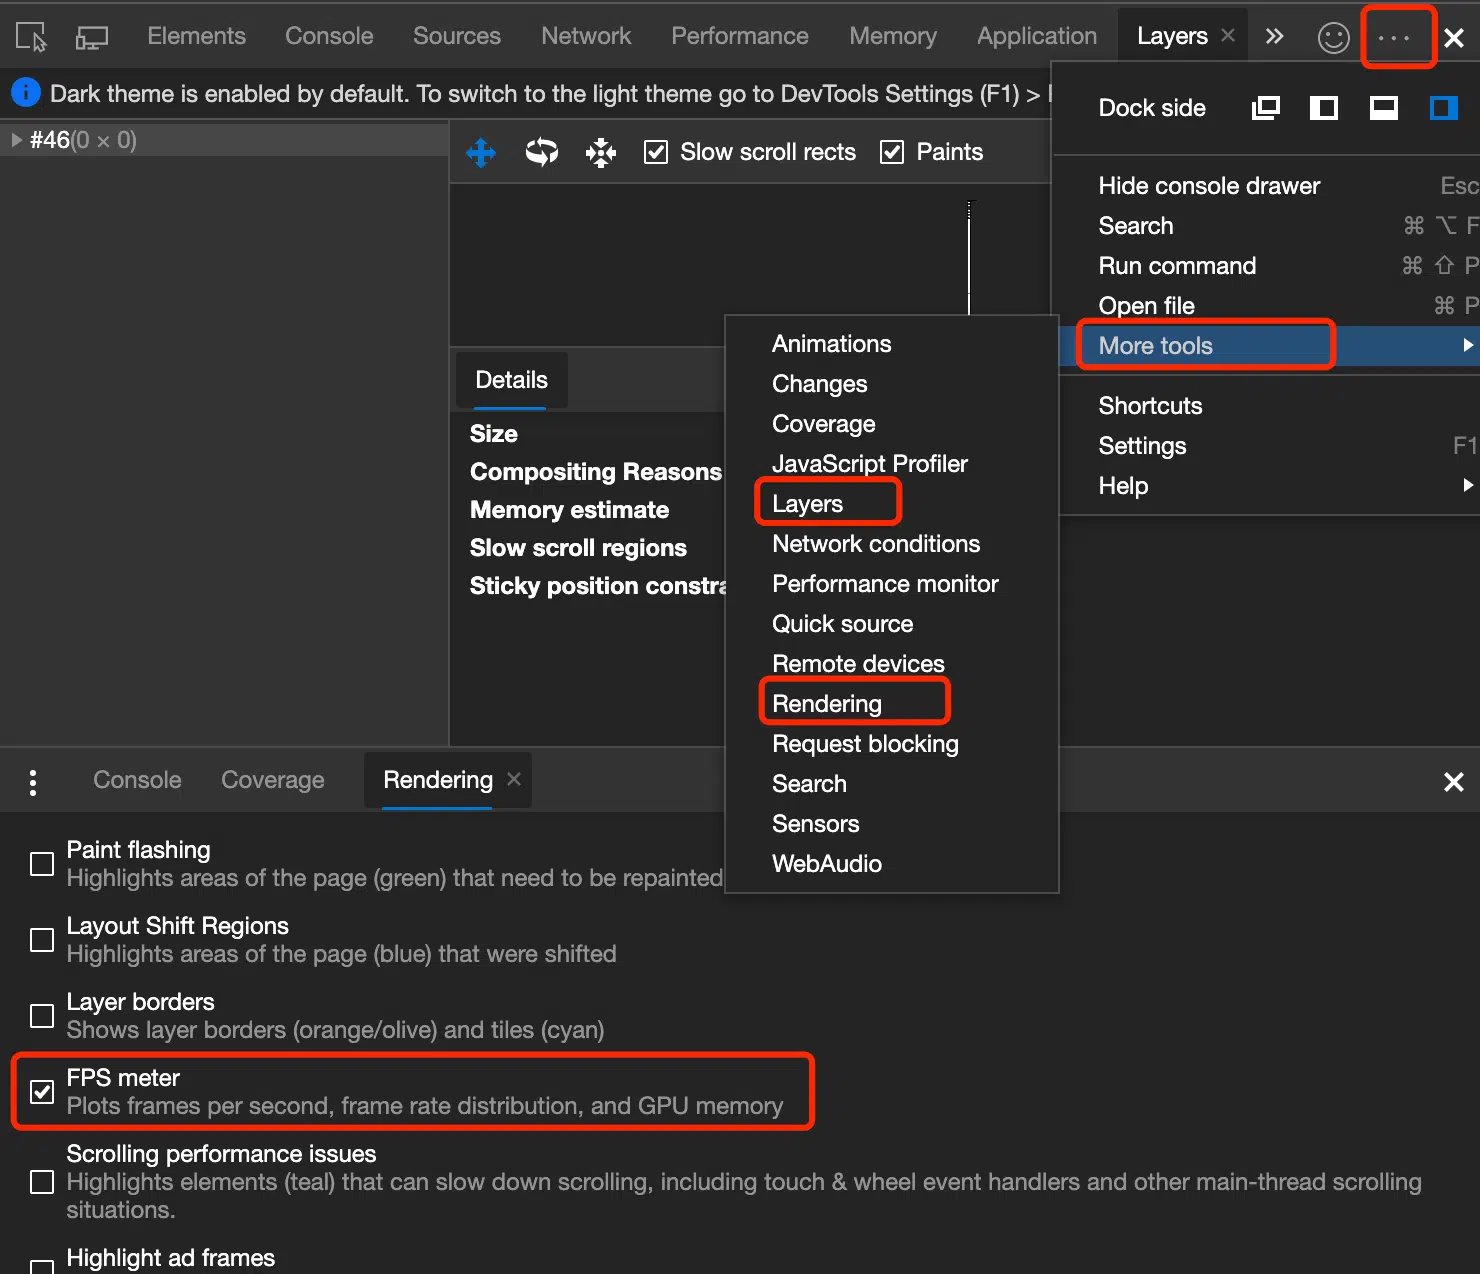 Elements Console Sources Network Performance Memory Application Layers × »
Dark theme is enabled by default. To switch to the light theme go to DevTools Settings (F1) >
#46(0 × 0)
Slow scroll rects Paints
Dock side
Hide console drawer Esc
Search ⌘ ⌥ F
Run command ⌘ ⇧ P
Open file ⌘ P
More tools
Shortcuts
Settings F1
Help
Animations
Changes
Coverage
JavaScript Profiler
Layers
Network conditions
Performance monitor
Quick source
Remote devices
Rendering
Request blocking
Search
Sensors
WebAudio
Details
Size
Compositing Reasons
Memory estimate
Slow scroll regions
Sticky position constra
Console Coverage Rendering ×
Paint flashing
Highlights areas of the page (green) that need to be repainted
Layout Shift Regions
Highlights areas of the page (blue) that were shifted
Layer borders
Shows layer borders (orange/olive) and tiles (cyan)
FPS meter
Plots frames per second, frame rate distribution, and GPU memory
Scrolling performance issues
Highlights elements (teal) that can slow down scrolling, including touch & wheel event handlers and other main-thread scrolling
situations.
Highlight ad frames